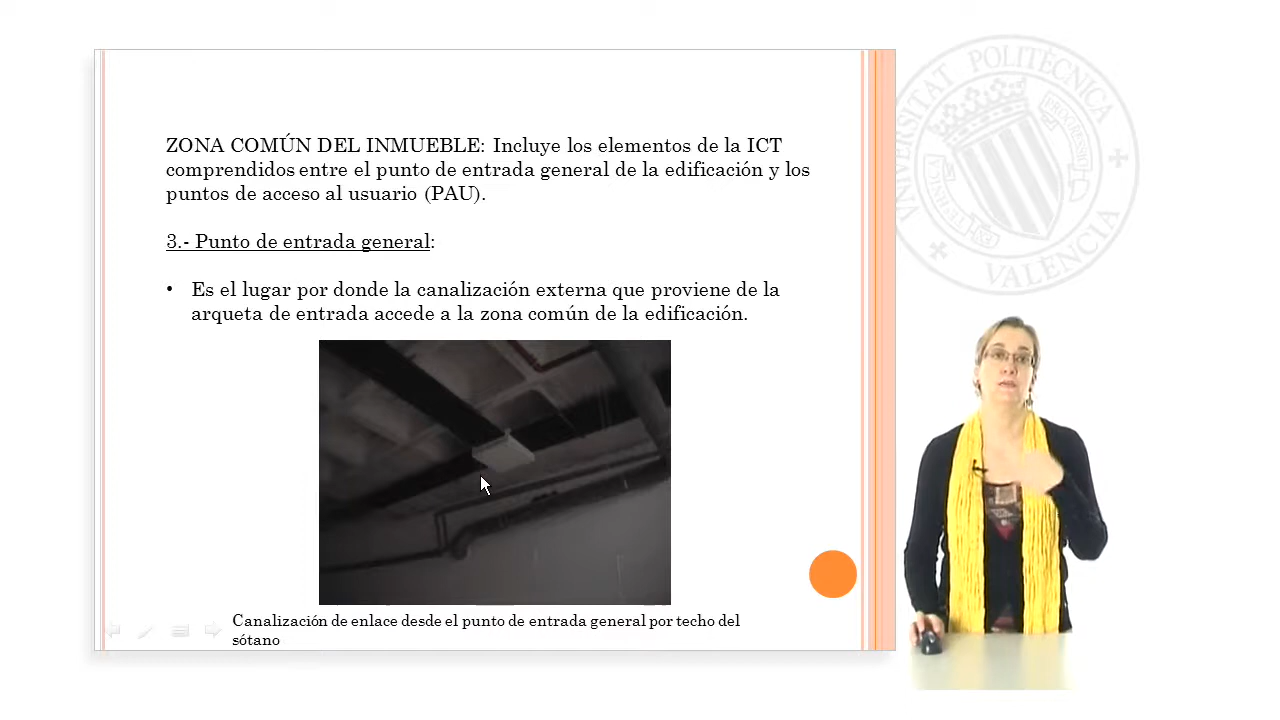 ZONA COMÚN DEL INMUEBLE: Incluye los elementos de la ICT
comprendidos entre el punto de entrada general de la edificación y los
puntos de acceso al usuario (PAU).
3.- Punto de entrada general:
• Es el lugar por donde la canalización externa que proviene de la
arqueta de entrada accede a la zona común de la edificación.
Canalización de enlace desde el punto de entrada general por techo del
sótano
UNIVERSITAT POLITÈCNICA
VALÈNCIA